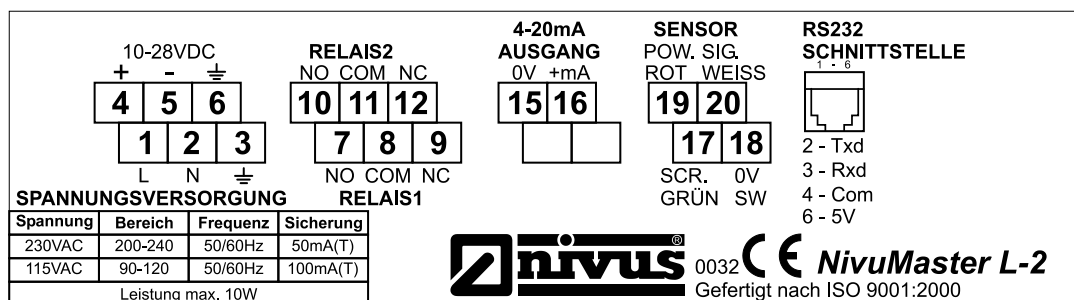 10-28VDC
+ -
4 5 6
1 2 3
L N
SPANNUNGSVERSORGUNG
RELAIS2
NO COM NC
10 11 12
7 8 9
NO COM NC
RELAIS1
4-20mA
AUSGANG
0V +mA
15 16
SENSOR
POW. SIG.
ROT WEISS
19 20
17 18
SCR. 0V
GRÜN SW
RS232
SCHNITTSTELLE
1 - 6
2 - Txd
3 - Rxd
4 - Com
6 - 5V
Spannung Bereich Frequenz Sicherung
230VAC 200-240 50/60Hz 50mA(T)
115VAC 90-120 50/60Hz 100mA(T)
Leistung max. 10W
nivus ®
0032 CE NivuMaster L-2
Gefertigt nach ISO 9001:2000